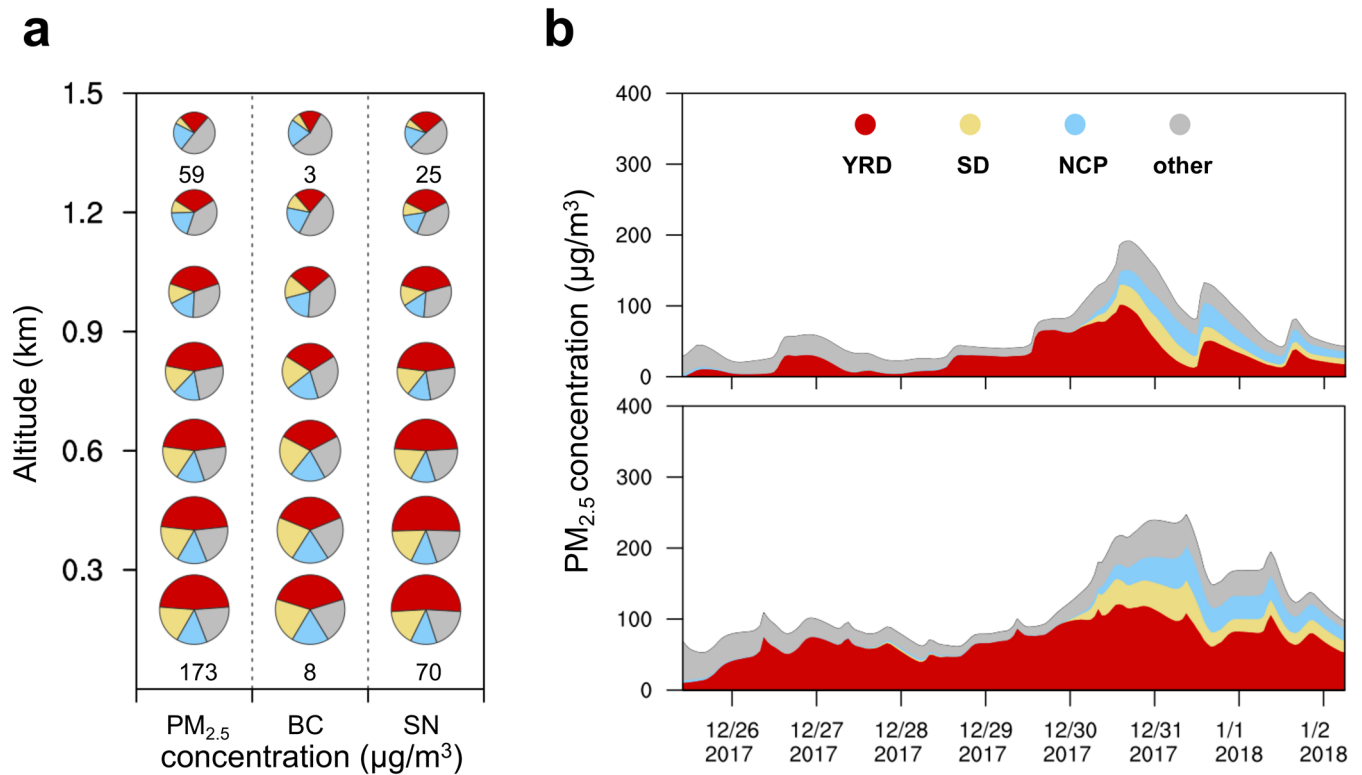 a
b
1.5
1.2
0.9
0.6
0.3
Altitude (km)
59 3 25
173 8 70
PM2.5 BC SN
concentration (µg/m³)
400
300
200
100
0
YRD SD NCP other
PM2.5 concentration (µg/m³)
400
300
200
100
0
12/26 12/27 12/28 12/29 12/30 12/31 1/1 1/2
2017 2017 2017 2017 2017 2017 2018 2018